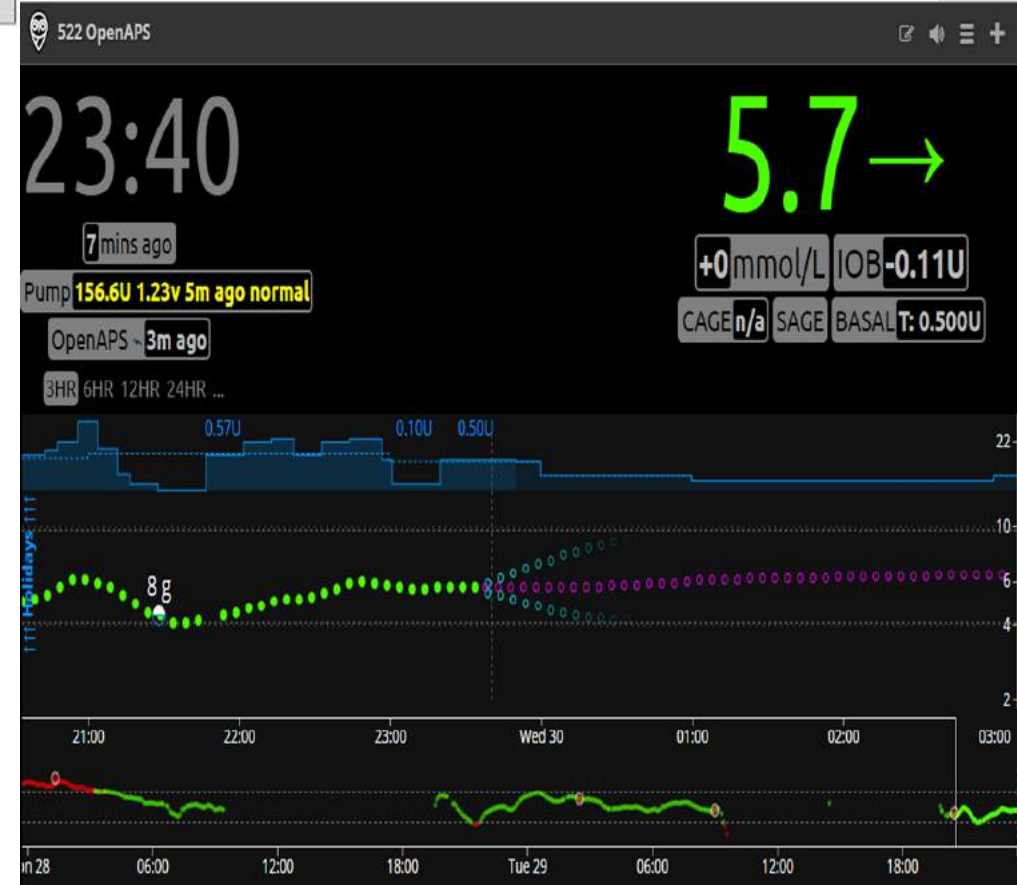 522 OpenAPS
23:40
5.7→
7 mins ago
+0 mmol/L IOB -0.11U
Pump 156.6U 1.23v 5m ago normal
CAGE n/a SAGE BASAL T: 0.500U
OpenAPS ~ 3m ago
3HR 6HR 12HR 24HR ...
0.57U 0.10U 0.50U
22
10
↑↑↑ Holidays ↑↑↑
8 g
6
4
2
21:00 22:00 23:00 Wed 30 01:00 02:00 03:00
n 28 06:00 12:00 18:00 Tue 29 06:00 12:00 18:00